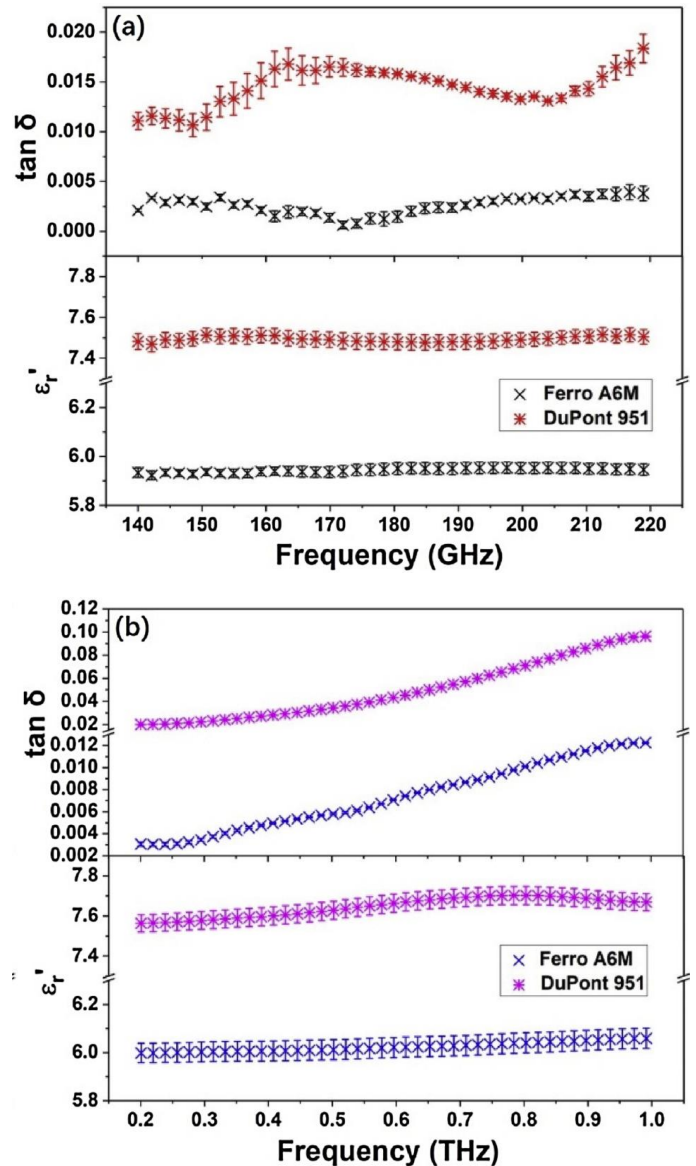 (a)
tan δ
0.020
0.015
0.010
0.005
0.000
εr'
7.8
7.6
7.4
6.2
6.0
5.8
Ferro A6M
DuPont 951
140 150 160 170 180 190 200 210 220
Frequency (GHz)
(b)
tan δ
0.12
0.10
0.08
0.06
0.04
0.02
0.012
0.010
0.008
0.006
0.004
0.002
εr'
7.8
7.6
7.4
6.2
6.0
5.8
Ferro A6M
DuPont 951
0.2 0.3 0.4 0.5 0.6 0.7 0.8 0.9 1.0
Frequency (THz)